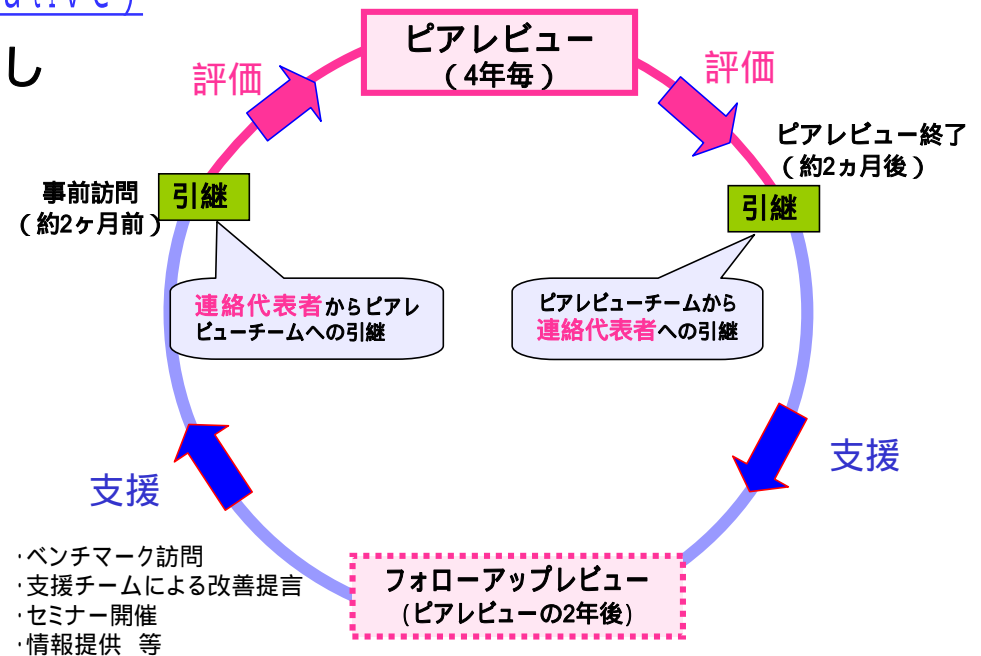 ative)
し
ピアレビュー
（4年毎）
評価
評価
ピアレビュー終了
（約2ヵ月後）
事前訪問
（約2ヶ月前）
引継
引継
連絡代表者からピアレ
ビューチームへの引継
ピアレビューチームから
連絡代表者への引継
支援
支援
・ベンチマーク訪問
・支援チームによる改善提言
・セミナー開催
・情報提供 等
フォローアップレビュー
(ピアレビューの2年後)